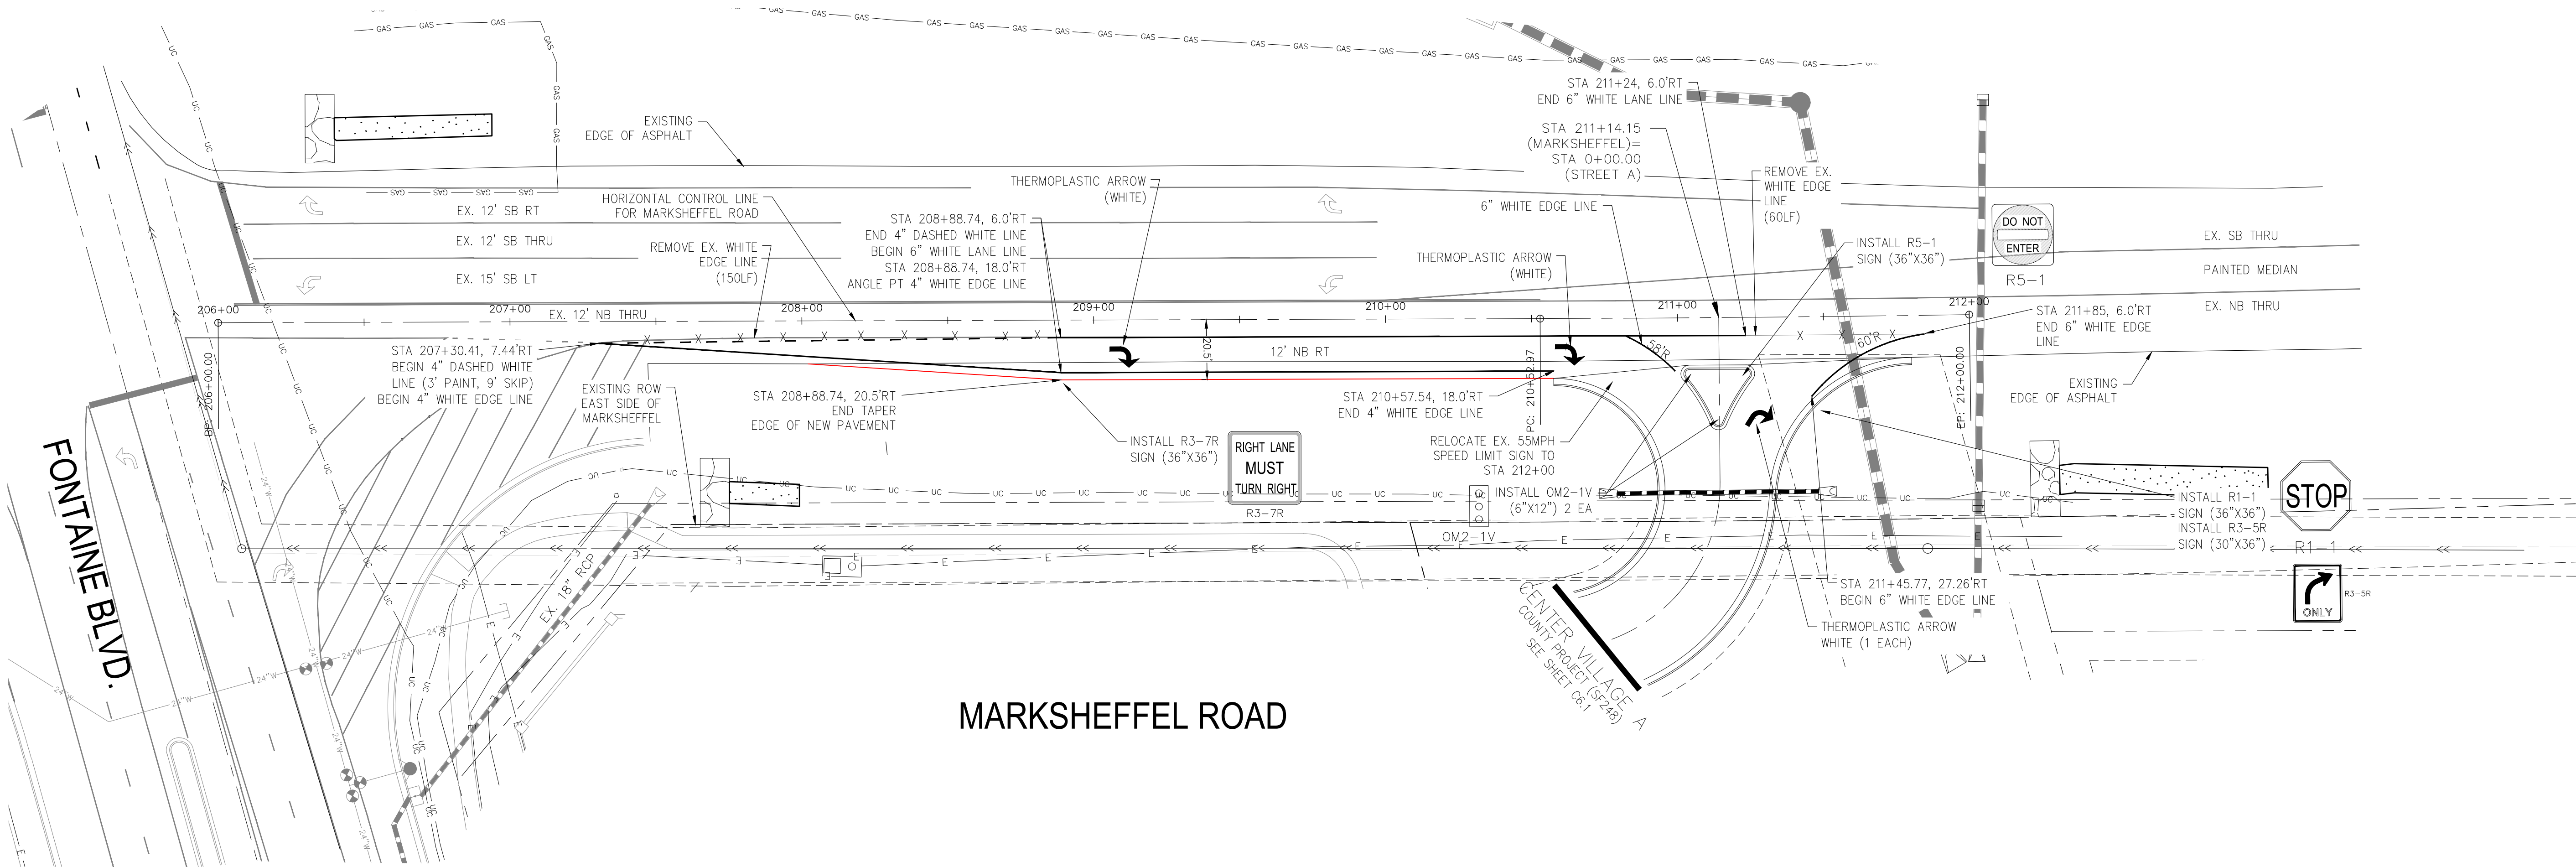 EXISTING
EDGE OF ASPHALT
HORIZONTAL CONTROL LINE
FOR MARKSHEFFEL ROAD
EX. 12' SB RT
EX. 12' SB THRU
EX. 15' SB LT
REMOVE EX. WHITE
EDGE LINE
(150LF)
STA 208+88.74, 6.0'RT
END 4" DASHED WHITE LINE
BEGIN 6" WHITE LANE LINE
STA 208+88.74, 18.0'RT
ANGLE PT 4" WHITE EDGE LINE
THERMOPLASTIC ARROW
(WHITE)
STA 211+24, 6.0'RT
END 6" WHITE LANE LINE
STA 211+14.15
(MARKSHEFFEL)=
STA 0+00.00
(STREET A)
REMOVE EX.
WHITE EDGE
LINE
(60LF)
6" WHITE EDGE LINE
THERMOPLASTIC ARROW
(WHITE)
INSTALL R5-1
SIGN (36"X36")
DO NOT
ENTER
R5-1
EX. SB THRU
PAINTED MEDIAN
EX. NB THRU
206+00
207+00
208+00
209+00
210+00
211+00
212+00
EX. 12' NB THRU
12' NB RT
20.5'
58'R
60'R
BP: 206+00.00
PC: 210+52.97
EP: 212+00.00
STA 207+30.41, 7.44'RT
BEGIN 4" DASHED WHITE
LINE (3' PAINT, 9' SKIP)
BEGIN 4" WHITE EDGE LINE
EXISTING ROW
EAST SIDE OF
MARKSHEFFEL
STA 208+88.74, 20.5'RT
END TAPER
EDGE OF NEW PAVEMENT
INSTALL R3-7R
SIGN (36"X36")
RIGHT LANE
MUST
TURN RIGHT
R3-7R
STA 210+57.54, 18.0'RT
END 4" WHITE EDGE LINE
RELOCATE EX. 55MPH
SPEED LIMIT SIGN TO
STA 212+00
INSTALL OM2-1V
(6"X12") 2 EA
OM2-1V
STA 211+85, 6.0'RT
END 6" WHITE EDGE
LINE
EXISTING
EDGE OF ASPHALT
INSTALL R1-1
SIGN (36"X36")
INSTALL R3-5R
SIGN (30"X36")
STOP
R1-1
ONLY
R3-5R
STA 211+45.77, 27.26'RT
BEGIN 6" WHITE EDGE LINE
THERMOPLASTIC ARROW
WHITE (1 EACH)
CENTER VILLAGE A
COUNTY PROJECT (SF248)
SEE SHEET C6.1
EX. 18" RCP
24"W
GAS
UC
E
FONTAINE BLVD.
MARKSHEFFEL ROAD